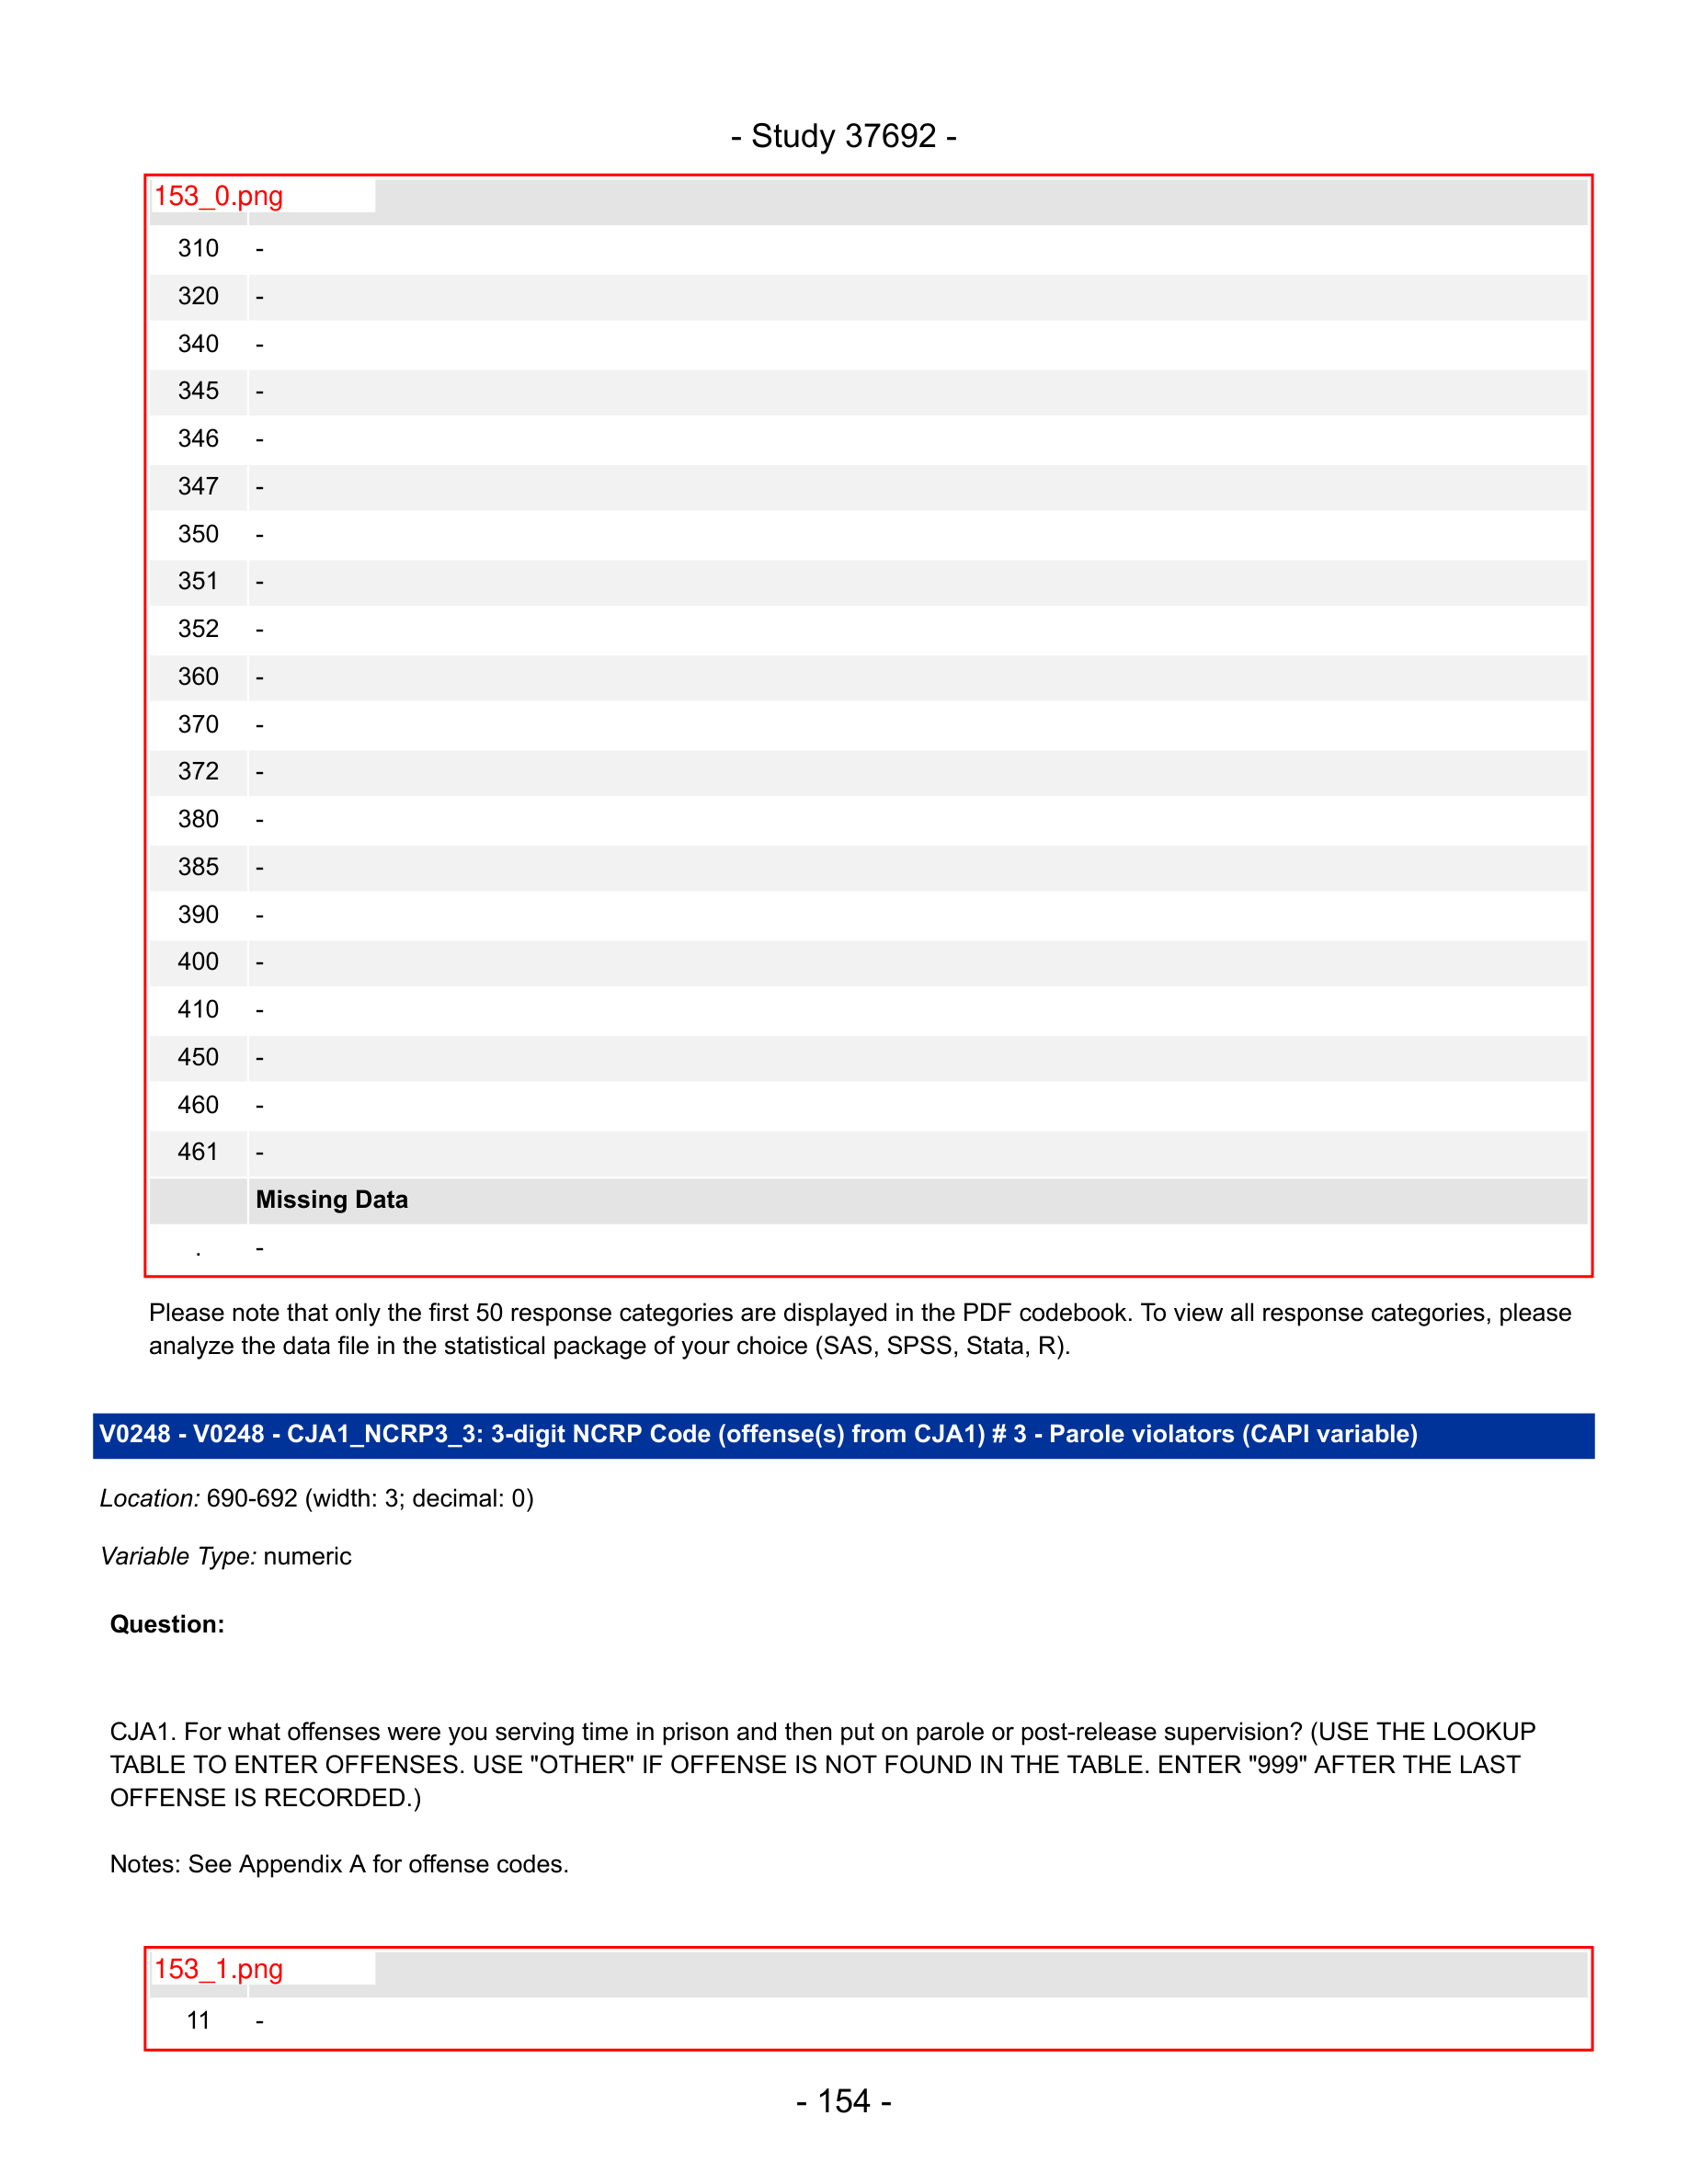 - Study 37692 -
153_0.png
310 -
320 -
340 -
345 -
346 -
347 -
350 -
351 -
352 -
360 -
370 -
372 -
380 -
385 -
390 -
400 -
410 -
450 -
460 -
461 -
Missing Data
. -
Please note that only the first 50 response categories are displayed in the PDF codebook. To view all response categories, please
analyze the data file in the statistical package of your choice (SAS, SPSS, Stata, R).
V0248 - V0248 - CJA1_NCRP3_3: 3-digit NCRP Code (offense(s) from CJA1) # 3 - Parole violators (CAPI variable)
Location: 690-692 (width: 3; decimal: 0)
Variable Type: numeric
Question:
CJA1. For what offenses were you serving time in prison and then put on parole or post-release supervision? (USE THE LOOKUP
TABLE TO ENTER OFFENSES. USE "OTHER" IF OFFENSE IS NOT FOUND IN THE TABLE. ENTER "999" AFTER THE LAST
OFFENSE IS RECORDED.)
Notes: See Appendix A for offense codes.
153_1.png
11 -
- 154 -